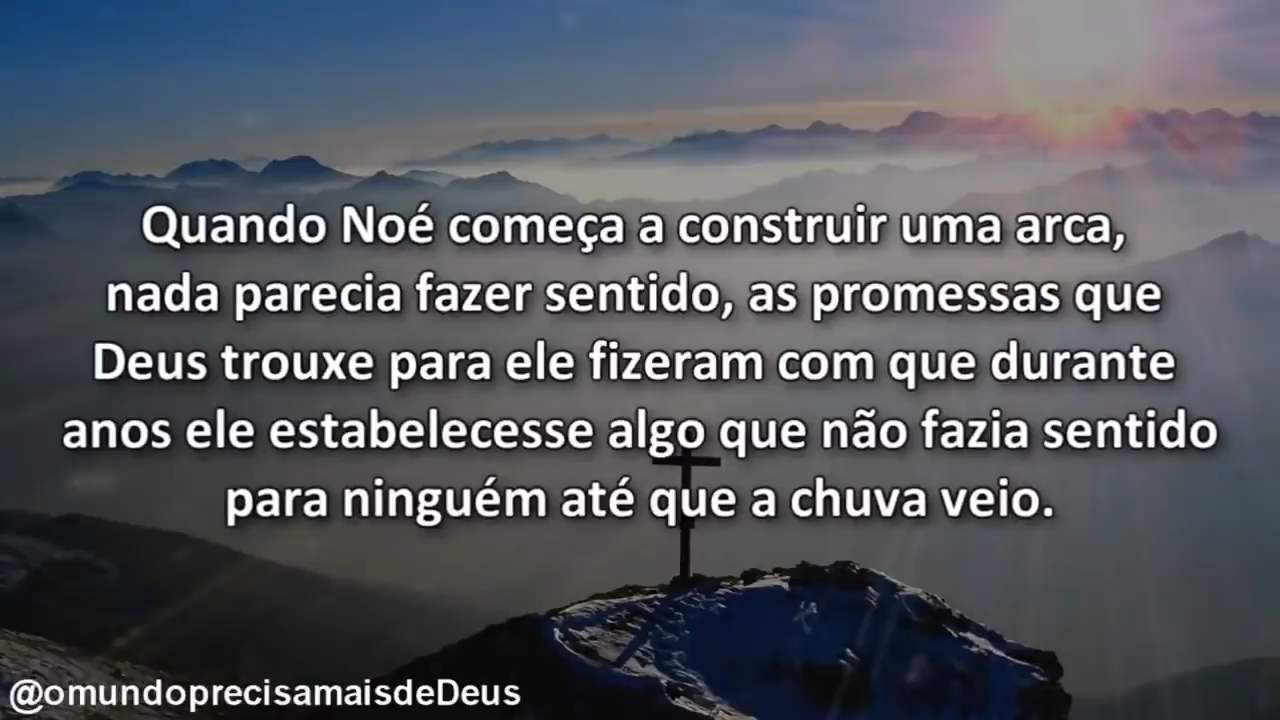 Quando Noé começa a construir uma arca,
nada parecia fazer sentido, as promessas que
Deus trouxe para ele fizeram com que durante
anos ele estabelecesse algo que não fazia sentido
para ninguém até que a chuva veio.
@omundoprecisamaisdeDeus